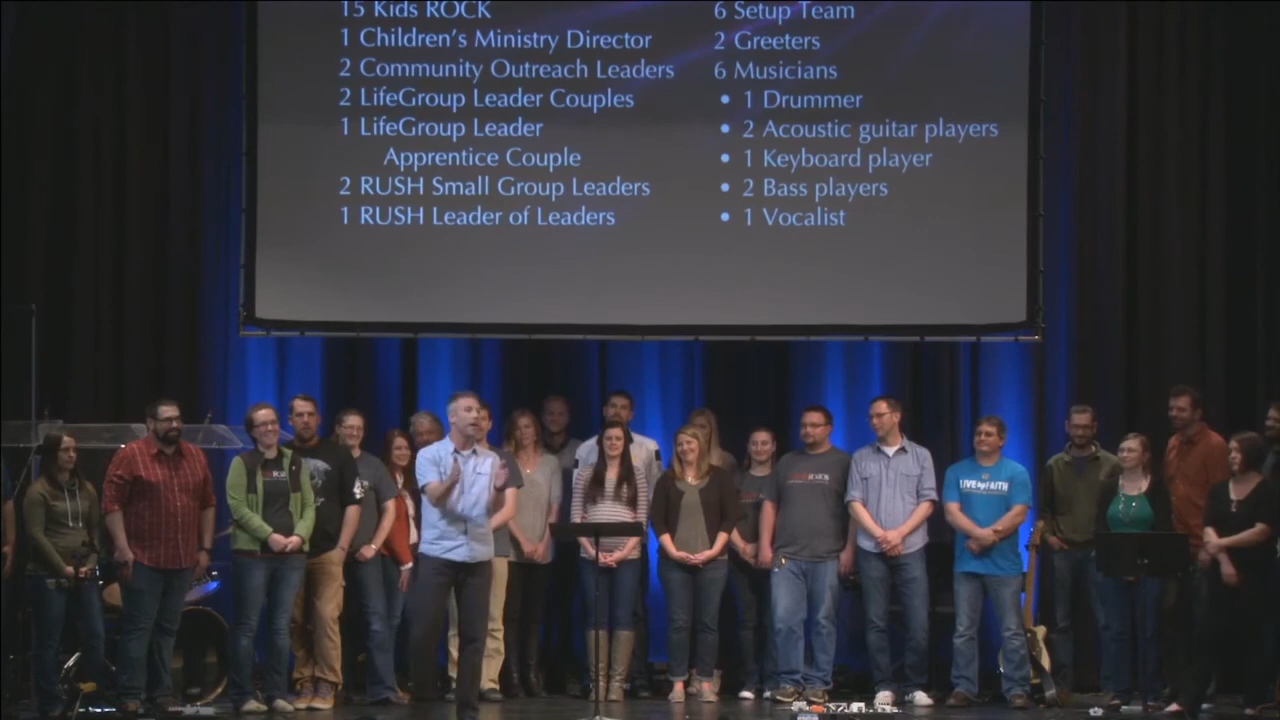 15 Kids ROCK
1 Children's Ministry Director
2 Community Outreach Leaders
2 LifeGroup Leader Couples
1 LifeGroup Leader
Apprentice Couple
2 RUSH Small Group Leaders
1 RUSH Leader of Leaders
6 Setup Team
2 Greeters
6 Musicians
• 1 Drummer
• 2 Acoustic guitar players
• 1 Keyboard player
• 2 Bass players
• 1 Vocalist
LIVE by FAITH